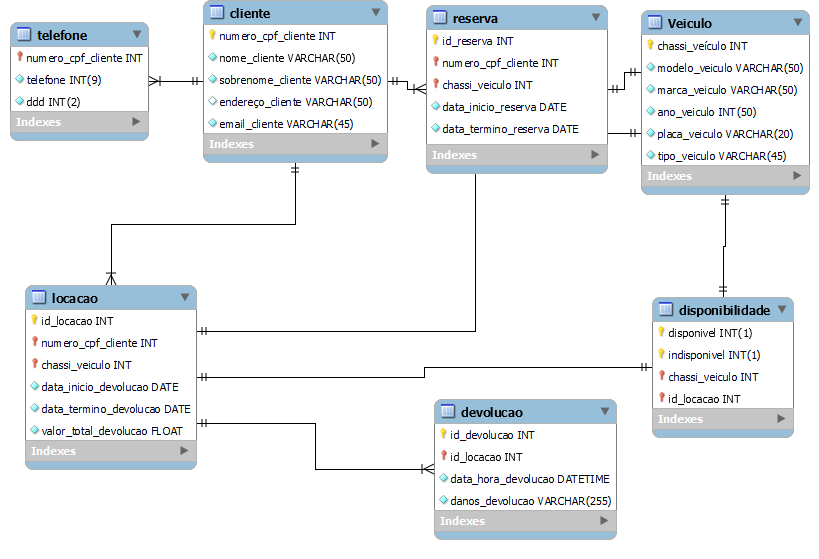 telefone
numero_cpf_cliente INT
telefone INT(9)
ddd INT(2)
Indexes
cliente
numero_cpf_cliente INT
nome_cliente VARCHAR(50)
sobrenome_cliente VARCHAR(50)
endereço_cliente VARCHAR(50)
email_cliente VARCHAR(45)
Indexes
reserva
id_reserva INT
numero_cpf_cliente INT
chassi_veiculo INT
data_inicio_reserva DATE
data_termino_reserva DATE
Indexes
Veiculo
chassi_veículo INT
modelo_veiculo VARCHAR(50)
marca_veiculo VARCHAR(50)
ano_veiculo INT(50)
placa_veiculo VARCHAR(20)
tipo_veiculo VARCHAR(45)
Indexes
locacao
id_locacao INT
numero_cpf_cliente INT
chassi_veiculo INT
data_inicio_devolucao DATE
data_termino_devolucao DATE
valor_total_devolucao FLOAT
Indexes
disponibilidade
disponivel INT(1)
indisponivel INT(1)
chassi_veiculo INT
id_locacao INT
Indexes
devolucao
id_devolucao INT
id_locacao INT
data_hora_devolucao DATETIME
danos_devolucao VARCHAR(255)
Indexes